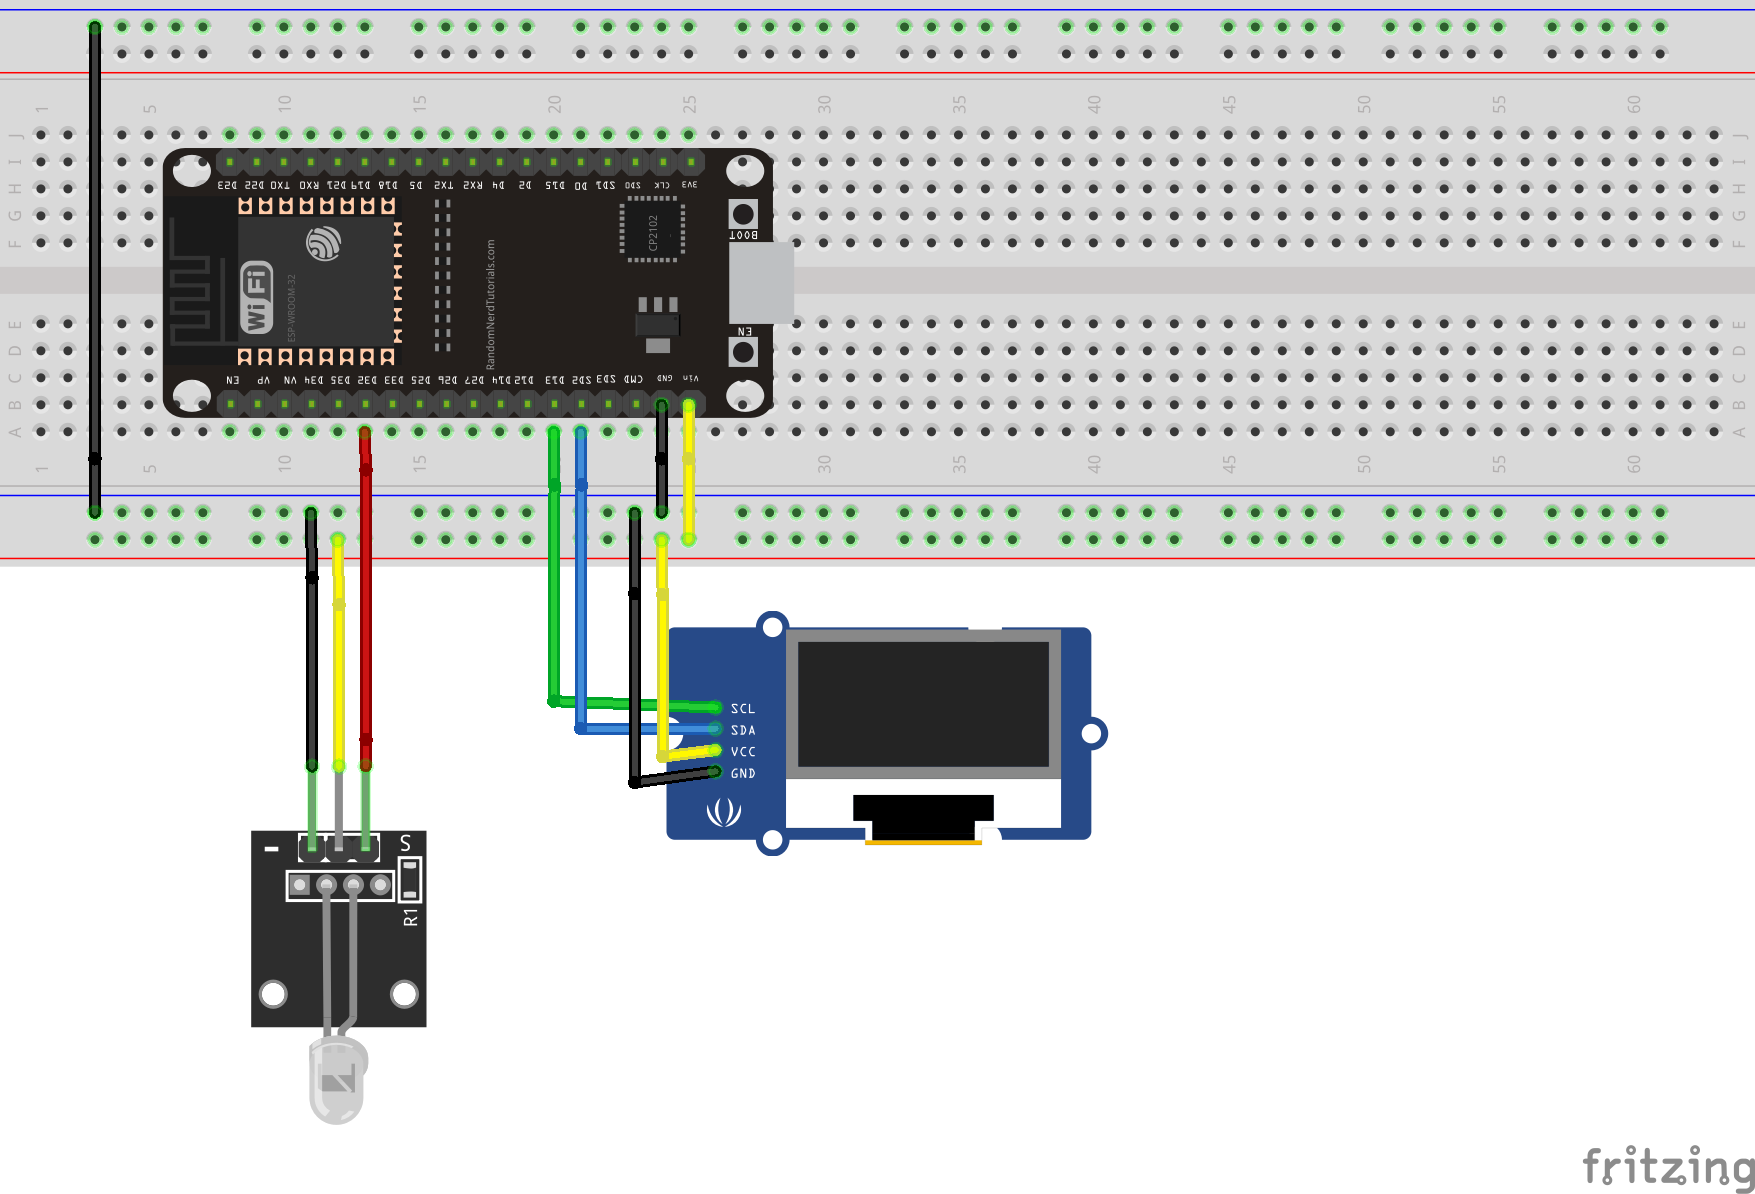 1 5 10 15 20 25 30 35 40 45 50 55 60
J J
I I
H H
G G
F F
D23 D22 TX0 RX0 D21 D19 D18 D5 TX2 RX2 D4 D2 D15 D0 SD1 SD0 CLK 3V3
BOOT
CP2102
WiFi
ESP-WROOM-32
RandomNerdTutorials.com
EN
E E
D D
C C
B B
A A
EN VP VN D34 D35 D32 D33 D25 D26 D27 D14 D12 D13 SD2 SD3 CMD GND Vin
1 5 10 15 20 25 30 35 40 45 50 55 60
SCL
SDA
VCC
GND
- S
R1
fritzing